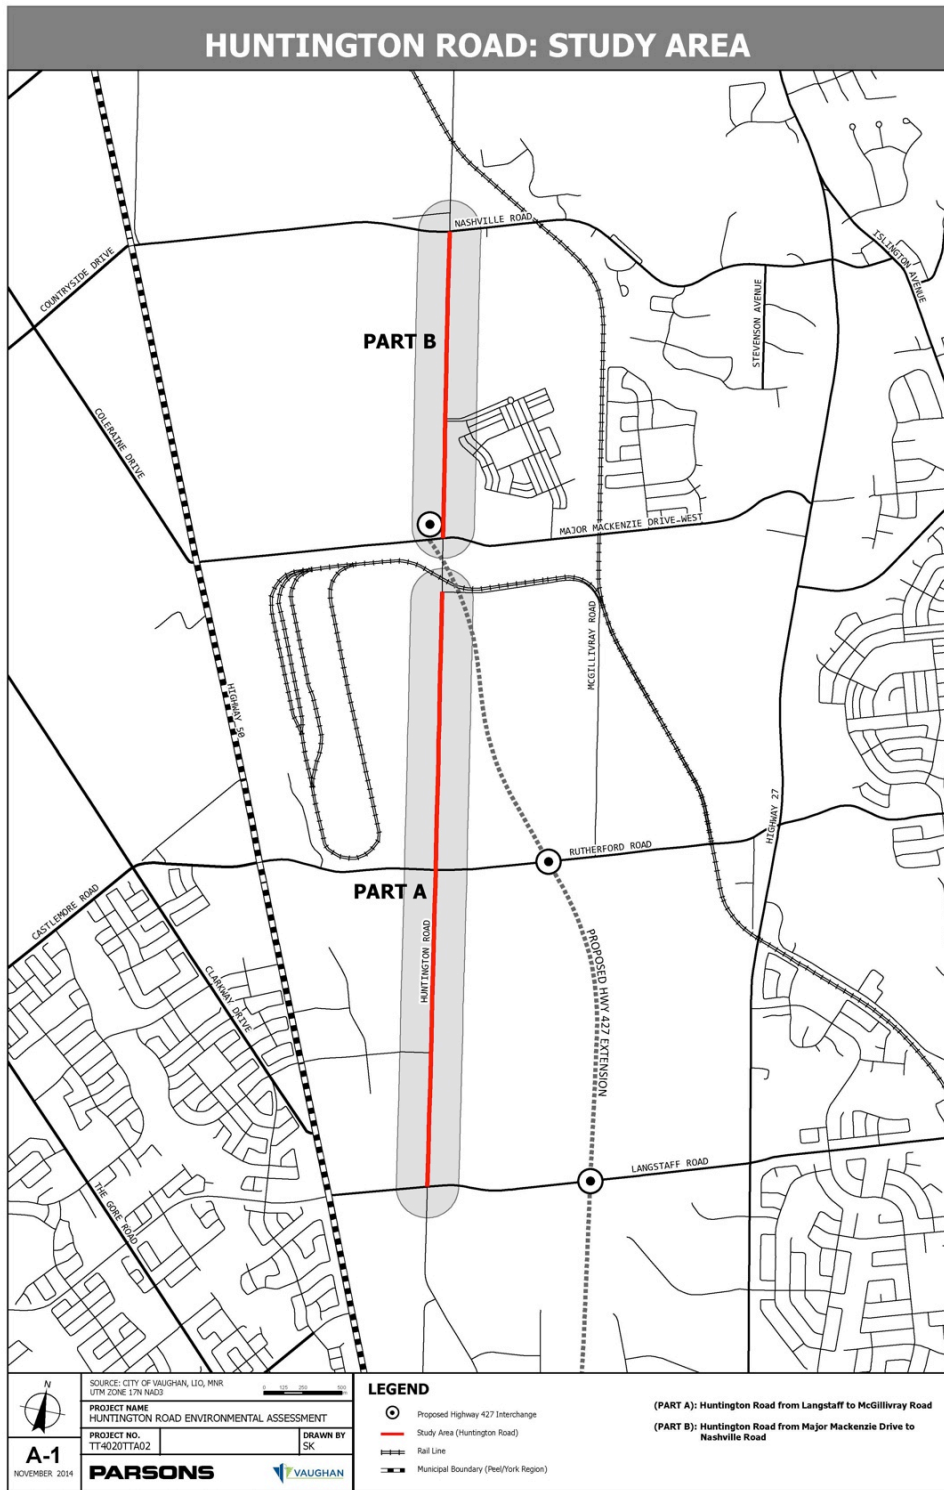 HUNTINGTON ROAD: STUDY AREA
NASHVILLE ROAD
COUNTRYSIDE DRIVE
ISLINGTON AVENUE
STEVENSON AVENUE
PART B
COLERAINE DRIVE
MAJOR MACKENZIE DRIVE WEST
MCGILLIVRAY ROAD
HIGHWAY 50
HIGHWAY 27
RUTHERFORD ROAD
PART A
CASTLEMORE ROAD
HUNTINGTON ROAD
PROPOSED HWY 427 EXTENSION
CLARKWAY DRIVE
LANGSTAFF ROAD
THE GORE ROAD
N
A-1
NOVEMBER 2014
SOURCE: CITY OF VAUGHAN, LIO, MNR
UTM ZONE 17N NAD3
0 125 250 500
m
PROJECT NAME
HUNTINGTON ROAD ENVIRONMENTAL ASSESSMENT
PROJECT NO.
TT4020TTA02
DRAWN BY
SK
PARSONS
VAUGHAN
LEGEND
Proposed Highway 427 Interchange
Study Area (Huntington Road)
Rail Line
Municipal Boundary (Peel/York Region)
(PART A): Huntington Road from Langstaff to McGillivray Road
(PART B): Huntington Road from Major Mackenzie Drive to
Nashville Road